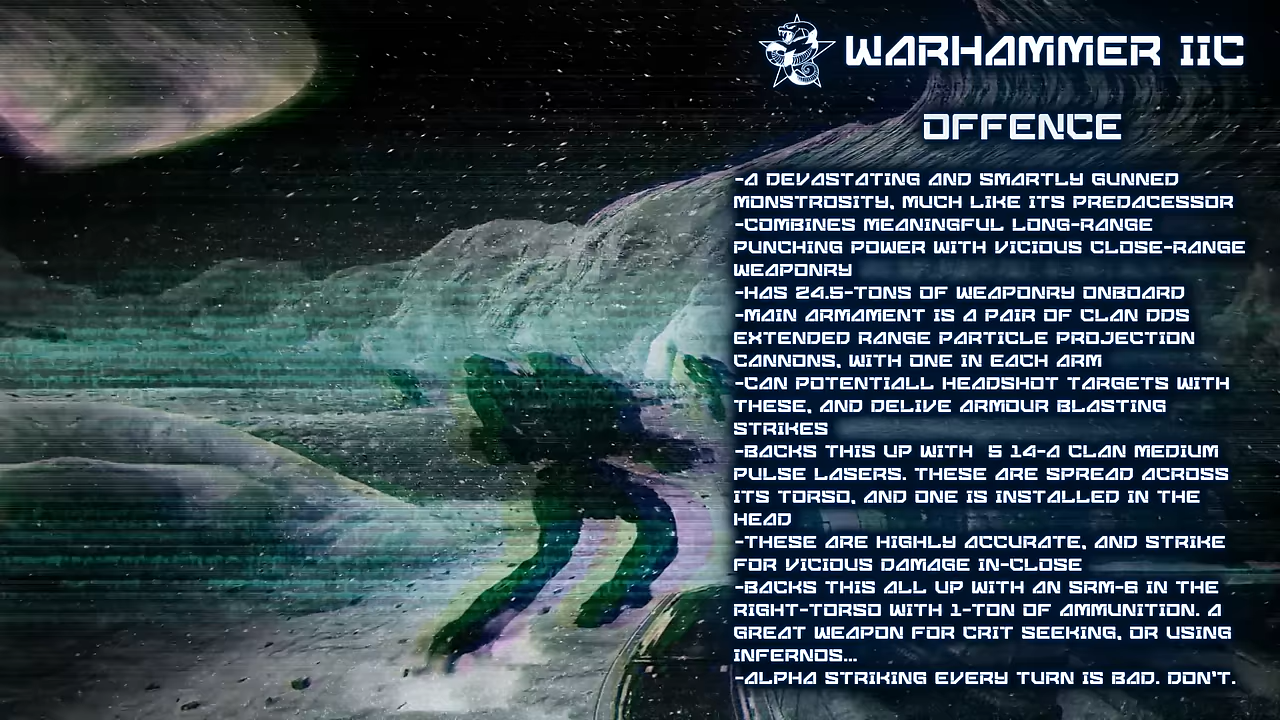 WARHAMMER IIC
OFFENCE
-A DEVASTATING AND SMARTLY GUNNED
MONSTROSITY, MUCH LIKE ITS PREDACESSOR
-COMBINES MEANINGFUL LONG-RANGE
PUNCHING POWER WITH VICIOUS CLOSE-RANGE
WEAPONRY
-HAS 24.5-TONS OF WEAPONRY ONBOARD
-MAIN ARMAMENT IS A PAIR OF CLAN DDS
EXTENDED RANGE PARTICLE PROJECTION
CANNONS, WITH ONE IN EACH ARM
-CAN POTENTIALL HEADSHOT TARGETS WITH
THESE, AND DELIVE ARMOUR BLASTING
STRIKES
-BACKS THIS UP WITH  5 14-A CLAN MEDIUM
PULSE LASERS. THESE ARE SPREAD ACROSS
ITS TORSO, AND ONE IS INSTALLED IN THE
HEAD
-THESE ARE HIGHLY ACCURATE, AND STRIKE
FOR VICIOUS DAMAGE IN-CLOSE
-BACKS THIS ALL UP WITH AN SRM-6 IN THE
RIGHT-TORSO WITH 1-TON OF AMMUNITION. A
GREAT WEAPON FOR CRIT SEEKING, OR USING
INFERNOS...
-ALPHA STRIKING EVERY TURN IS BAD. DON'T.